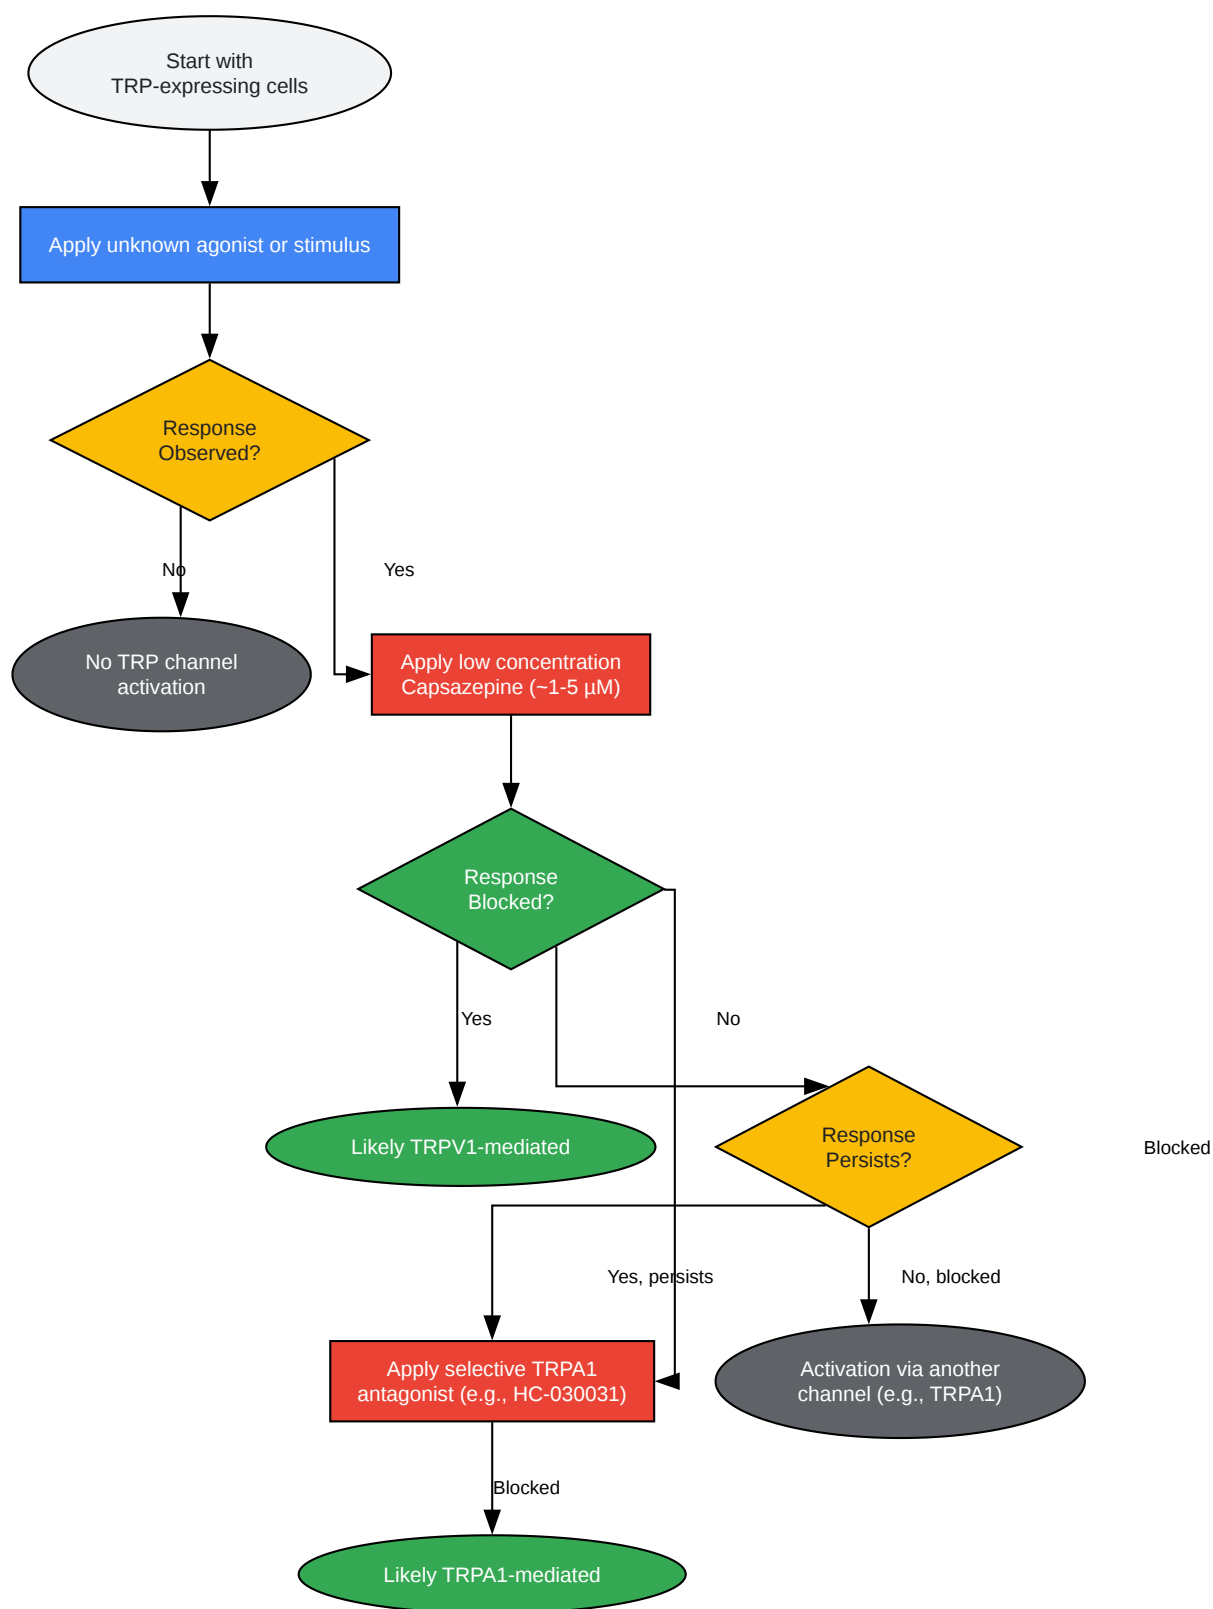 Start with
TRP-expressing cells
Apply unknown agonist or stimulus
Response
Observed?
No
Yes
No TRP channel
activation
Apply low concentration
Capsazepine (~1-5 µM)
Response
Blocked?
Yes
No
Likely TRPV1-mediated
Response
Persists?
Blocked
Yes, persists
No, blocked
Apply selective TRPA1
antagonist (e.g., HC-030031)
Activation via another
channel (e.g., TRPA1)
Blocked
Likely TRPA1-mediated